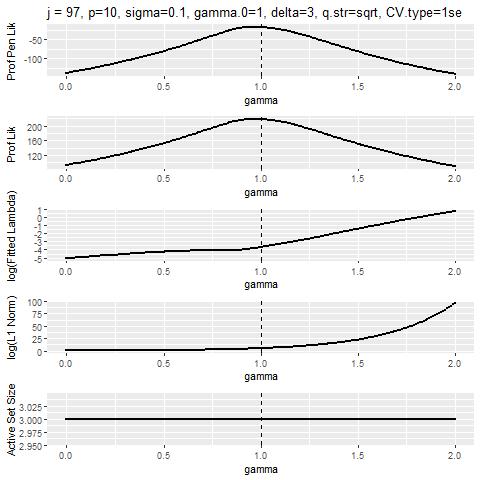 j = 97, p=10, sigma=0.1, gamma.0=1, delta=3, q.str=sqrt, CV.type=1se
Prof Pen Lik
-50
-100
0.0 0.5 1.0 1.5 2.0
gamma
Prof Lik
200
160
120
0.0 0.5 1.0 1.5 2.0
gamma
log(Fitted Lambda)
1
0
-1
-2
-3
-4
-5
0.0 0.5 1.0 1.5 2.0
gamma
log(L1 Norm)
100
75
50
25
0
0.0 0.5 1.0 1.5 2.0
gamma
Active Set Size
3.025
3.000
2.975
2.950
0.0 0.5 1.0 1.5 2.0
gamma